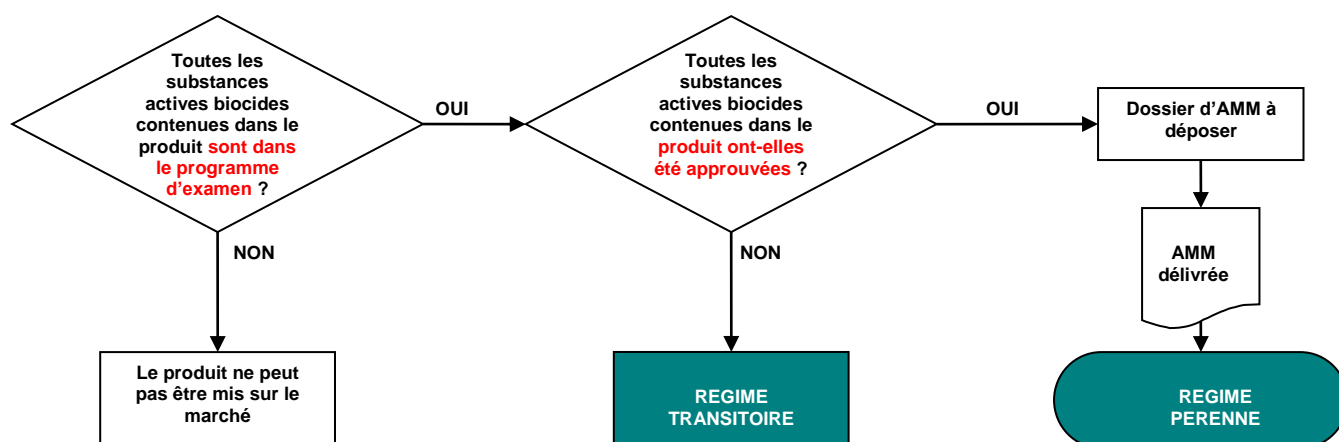 Toutes les
substances
actives biocides
contenues dans le
produit sont dans
le programme
d'examen ?
OUI
NON
Le produit ne peut
pas être mis sur le
marché
Toutes les
substances
actives biocides
contenues dans le
produit ont-elles
été approuvées ?
OUI
NON
REGIME
TRANSITOIRE
Dossier d'AMM à
déposer
AMM
délivrée
REGIME
PERENNE